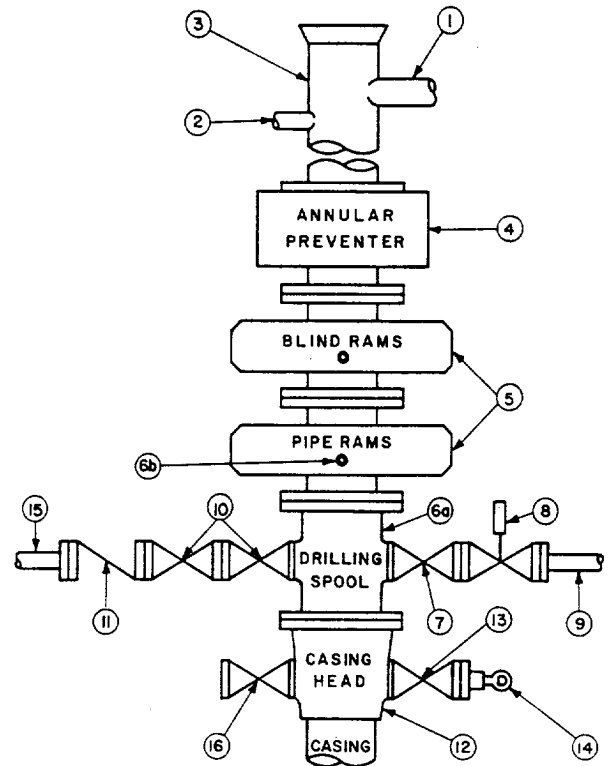 1
3
2
ANNULAR
PREVENTER
4
BLIND RAMS
5
PIPE RAMS
6b
15
10
6a
8
DRILLING
SPOOL
11
7
9
13
CASING
HEAD
16
12
14
CASING